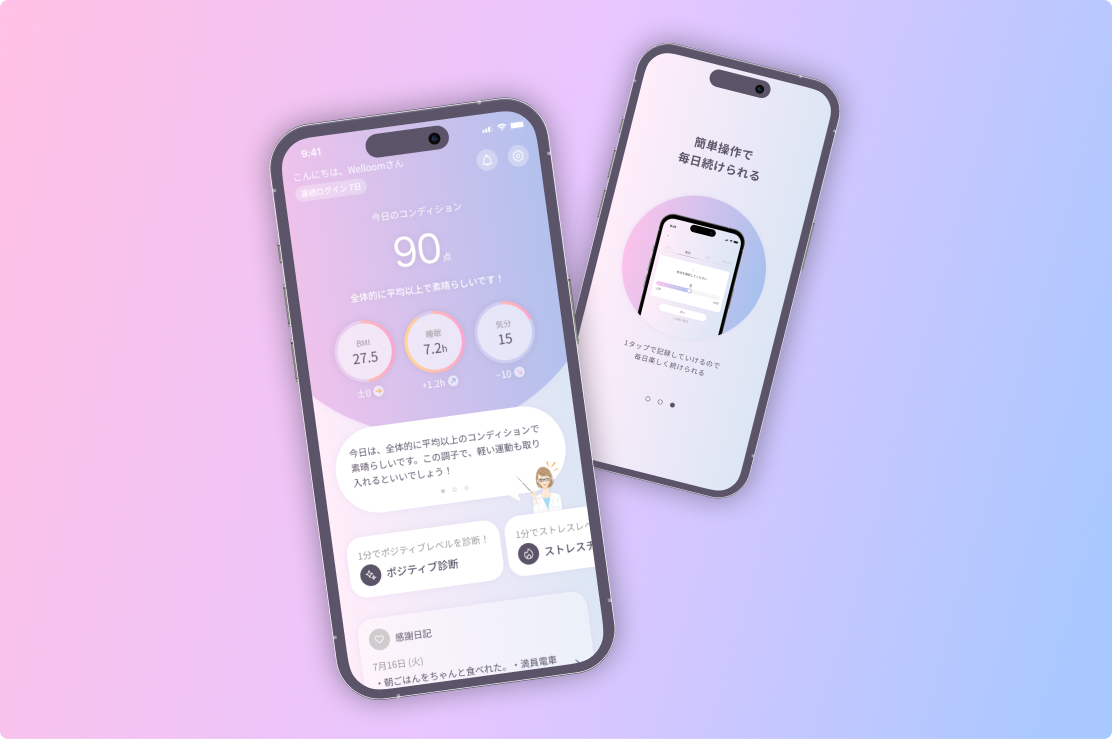 9:41
こんにちは、Welloomさん
連続ログイン 7日
今日のコンディション
90点
全体的に平均以上で素晴らしいです！
BMI
27.5
±0
睡眠
7.2h
+1.2h
気分
15
−10
今日は、全体的に平均以上のコンディションで
素晴らしいです。この調子で、軽い運動も取り
入れるといいでしょう！
1分でポジティブレベルを診断！
ポジティブ診断
1分でストレスレベ
ストレスチ
感謝日記
7月16日 (火)
・朝ごはんをちゃんと食べれた。・満員電車
簡単操作で
毎日続けられる
1タップで記録していけるので
毎日楽しく続けられる